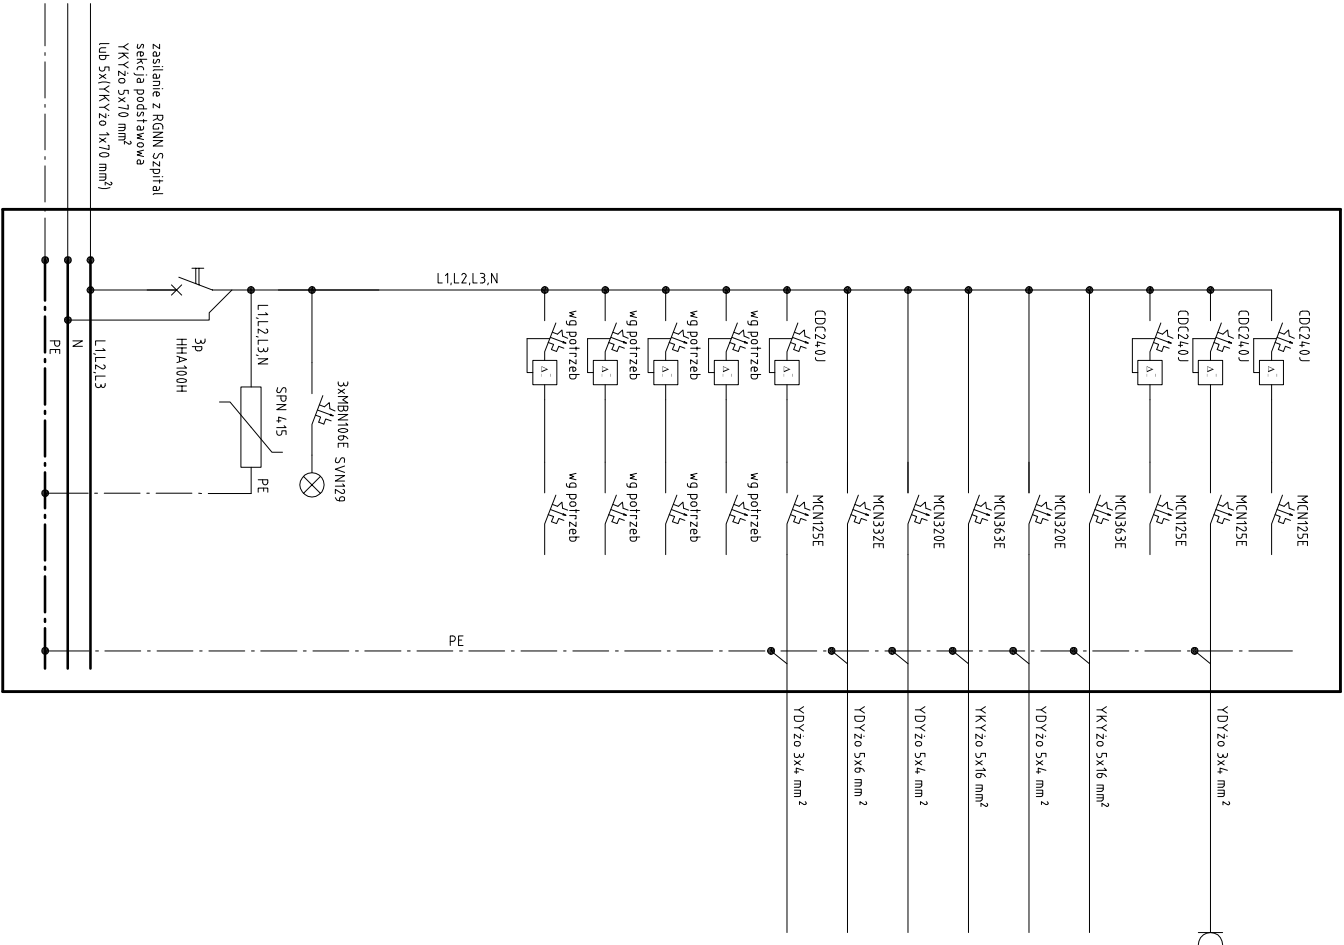 zasilanie z RGNN Szpital
sekcja podstawowa
YKYżo 5x70 mm²
lub 5x(YKYżo 1x70 mm²)
L1,L2,L3
N
PE
3p
HHA100H
L1,L2,L3,N
SPN 415
PE
3xMBN106E
SVN129
L1,L2,L3,N
wg potrzeb
wg potrzeb
wg potrzeb
wg potrzeb
CDC240J
CDC240J
CDC240J
CDC240J
wg potrzeb
wg potrzeb
wg potrzeb
wg potrzeb
MCN125E
MCN332E
MCN320E
MCN363E
MCN320E
MCN363E
MCN125E
MCN125E
MCN125E
PE
YDYżo 3x4 mm²
YDYżo 5x6 mm²
YDYżo 5x4 mm²
YKYżo 5x16 mm²
YDYżo 5x4 mm²
YKYżo 5x16 mm²
YDYżo 3x4 mm²